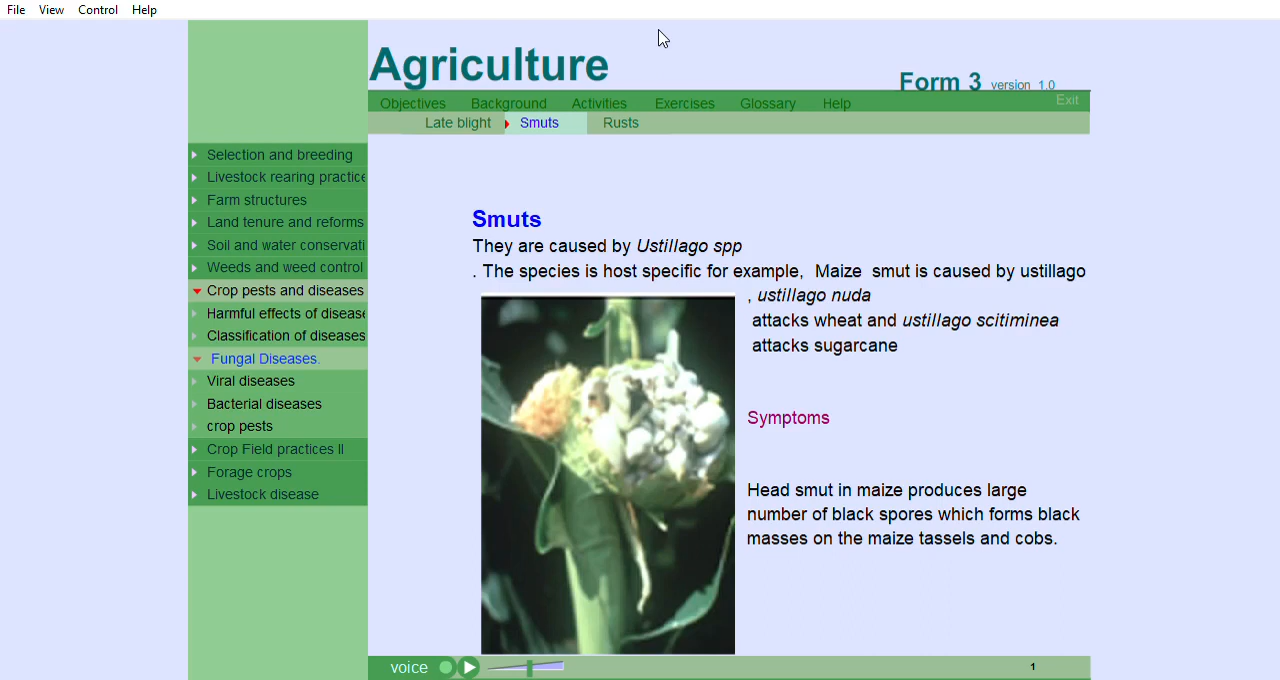 File View Control Help
Agriculture
Form 3 version 1.0
Objectives Background Activities Exercises Glossary Help Exit
Late blight Smuts Rusts
Selection and breeding
Livestock rearing practice
Farm structures
Land tenure and reforms
Soil and water conservati
Weeds and weed control
Crop pests and diseases
Harmful effects of disease
Classification of diseases
Fungal Diseases.
Viral diseases
Bacterial diseases
crop pests
Crop Field practices II
Forage crops
Livestock disease
Smuts
They are caused by Ustillago spp
. The species is host specific for example, Maize smut is caused by ustillago
, ustillago nuda
attacks wheat and ustillago scitiminea
attacks sugarcane
Symptoms
Head smut in maize produces large
number of black spores which forms black
masses on the maize tassels and cobs.
voice
1